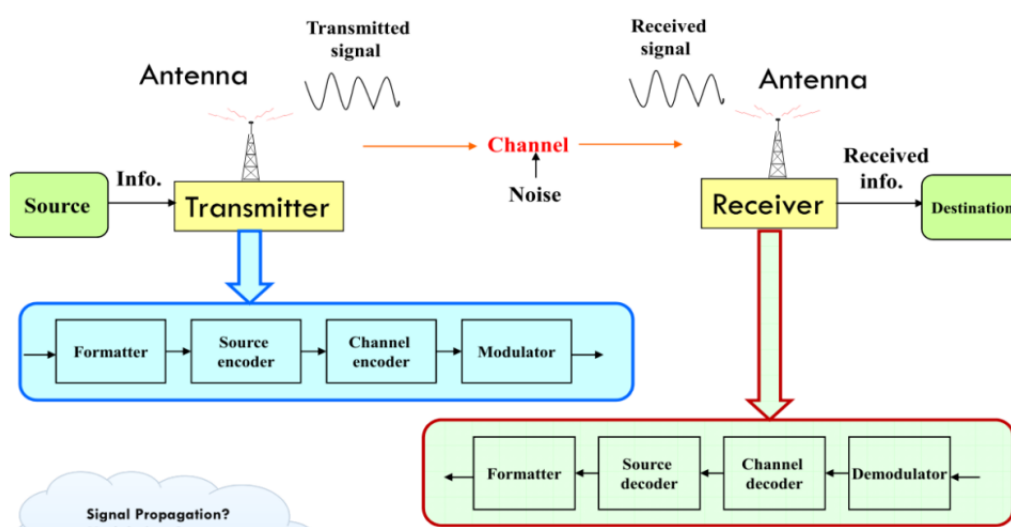 Transmitted
signal
Received
signal
Antenna
Antenna
Channel
Noise
Info.
Received
info.
Source
Transmitter
Receiver
Destination
Formatter
Source
encoder
Channel
encoder
Modulator
Formatter
Source
decoder
Channel
decoder
Demodulator
Signal Propagation?